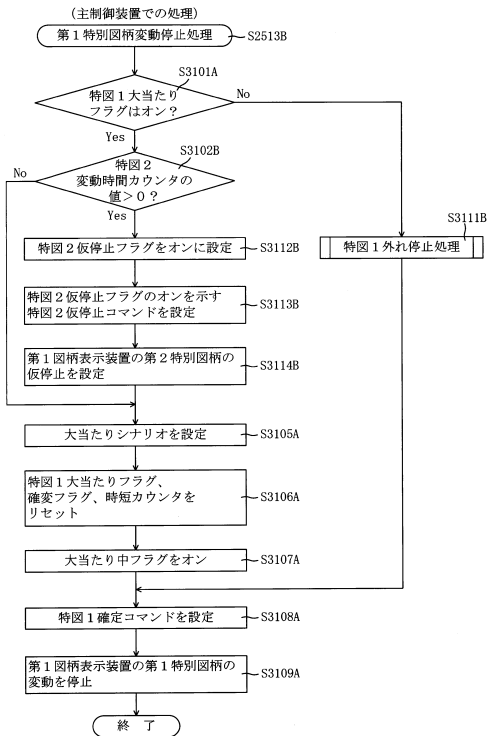 (主制御装置での処理)
第1特別図柄変動停止処理
S2513B
S3101A
特図1大当たり
フラグはオン?
No
Yes
S3102B
特図2
変動時間カウンタの
値>0?
No
Yes
S3111B
特図1外れ停止処理
特図2仮停止フラグをオンに設定
S3112B
特図2仮停止フラグのオンを示す
特図2仮停止コマンドを設定
S3113B
第1図柄表示装置の第2特別図柄の
仮停止を設定
S3114B
大当たりシナリオを設定
S3105A
特図1大当たりフラグ、
確変フラグ、時短カウンタを
リセット
S3106A
大当たり中フラグをオン
S3107A
特図1確定コマンドを設定
S3108A
第1図柄表示装置の第1特別図柄の
変動を停止
S3109A
終 了